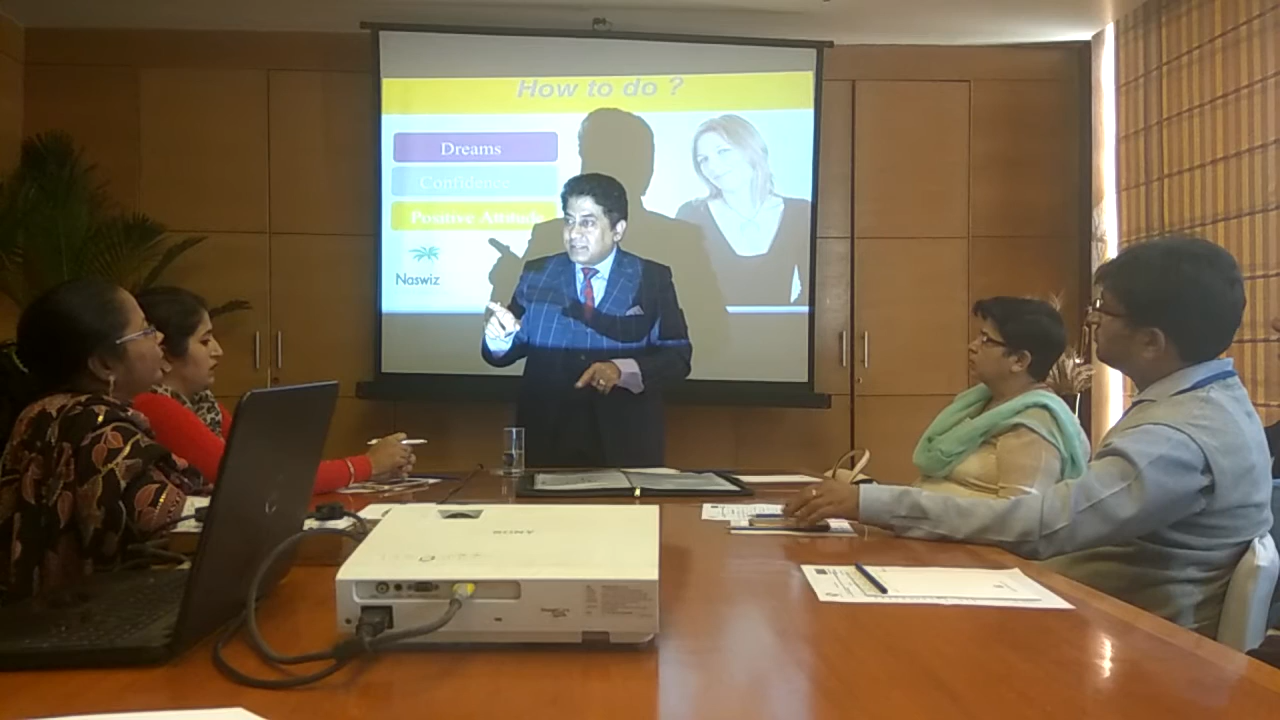 How to do ?
Dreams
Confidence
Positive Attitude
Naswiz
SONY